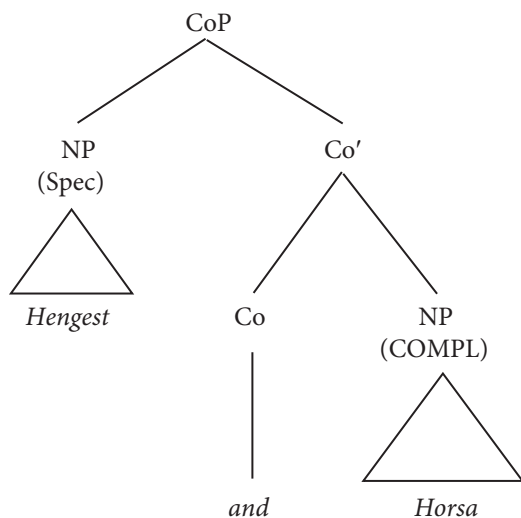 CoP
NP Co′
(Spec)
Hengest Co NP
(COMPL)
and Horsa